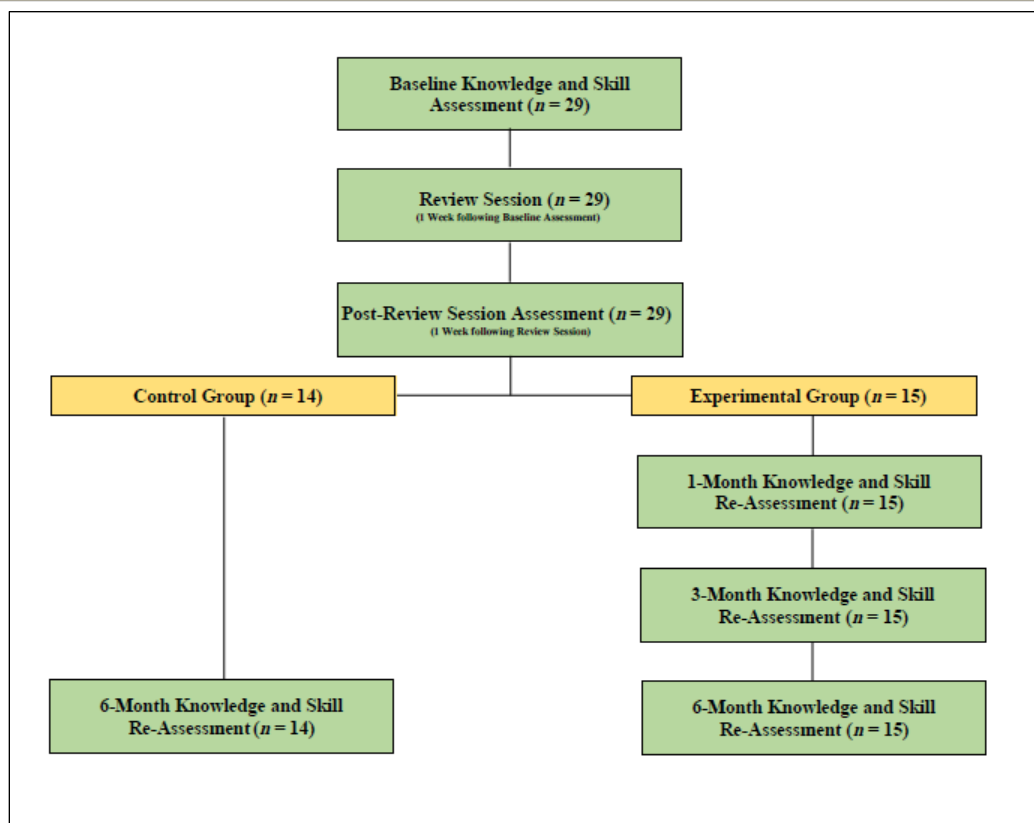 Baseline Knowledge and Skill
Assessment (n = 29)
Review Session (n = 29)
(1 Week following Baseline Assessment)
Post-Review Session Assessment (n = 29)
(1 Week following Review Session)
Control Group (n = 14)
Experimental Group (n = 15)
1-Month Knowledge and Skill
Re-Assessment (n = 15)
3-Month Knowledge and Skill
Re-Assessment (n = 15)
6-Month Knowledge and Skill
Re-Assessment (n = 14)
6-Month Knowledge and Skill
Re-Assessment (n = 15)